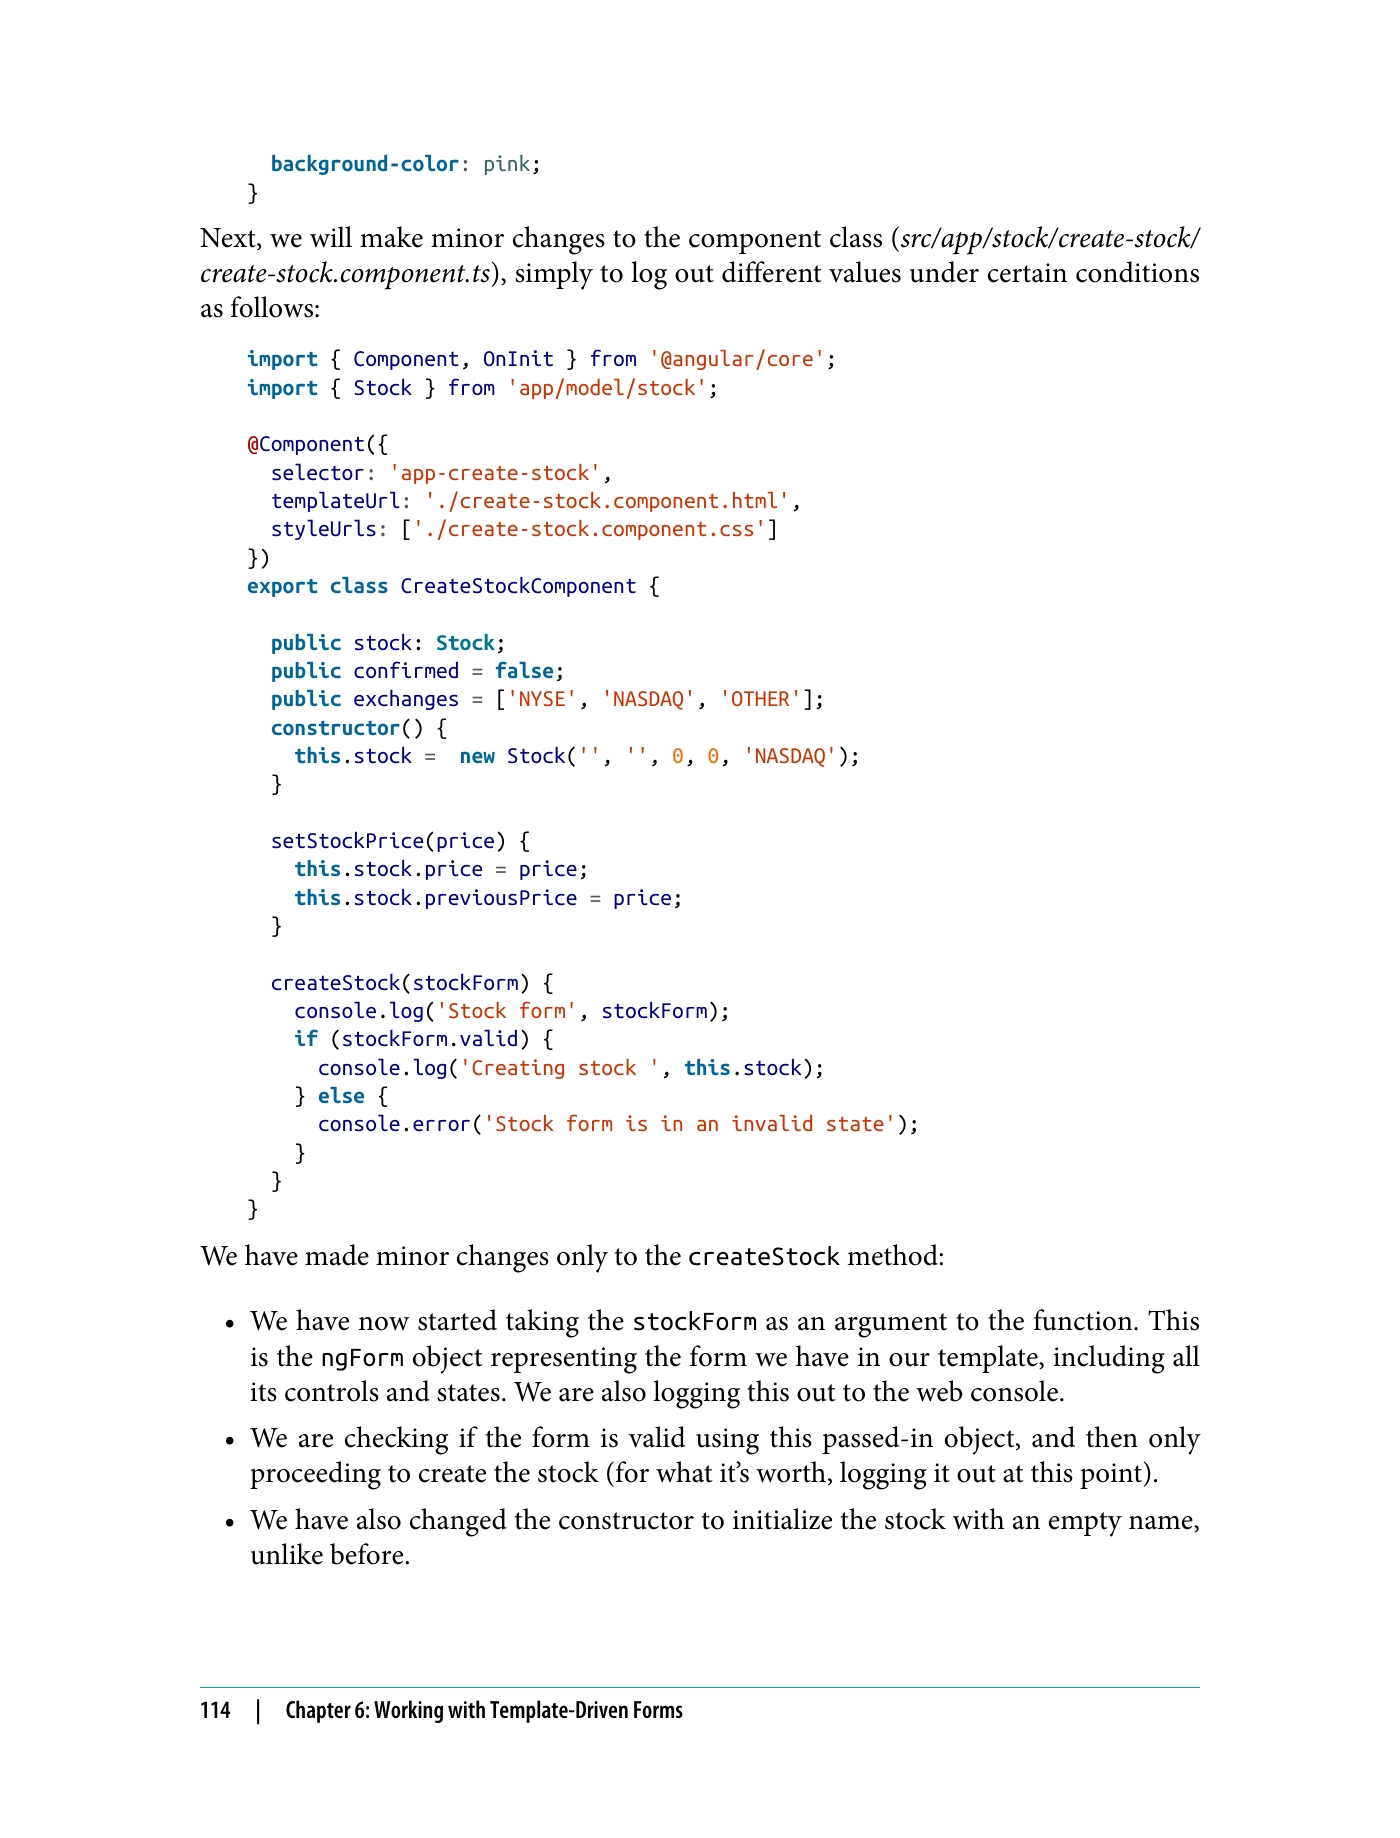 background-color: pink;
}
Next, we will make minor changes to the component class (src/app/stock/create-stock/
create-stock.component.ts), simply to log out different values under certain conditions
as follows:
import { Component, OnInit } from '@angular/core';
import { Stock } from 'app/model/stock';

@Component({
  selector: 'app-create-stock',
  templateUrl: './create-stock.component.html',
  styleUrls: ['./create-stock.component.css']
})
export class CreateStockComponent {

  public stock: Stock;
  public confirmed = false;
  public exchanges = ['NYSE', 'NASDAQ', 'OTHER'];
  constructor() {
    this.stock =  new Stock('', '', 0, 0, 'NASDAQ');
  }

  setStockPrice(price) {
    this.stock.price = price;
    this.stock.previousPrice = price;
  }

  createStock(stockForm) {
    console.log('Stock form', stockForm);
    if (stockForm.valid) {
      console.log('Creating stock ', this.stock);
    } else {
      console.error('Stock form is in an invalid state');
    }
  }
}
We have made minor changes only to the createStock method:
• We have now started taking the stockForm as an argument to the function. This
is the ngForm object representing the form we have in our template, including all
its controls and states. We are also logging this out to the web console.
• We are checking if the form is valid using this passed-in object, and then only
proceeding to create the stock (for what it's worth, logging it out at this point).
• We have also changed the constructor to initialize the stock with an empty name,
unlike before.
114 | Chapter 6: Working with Template-Driven Forms